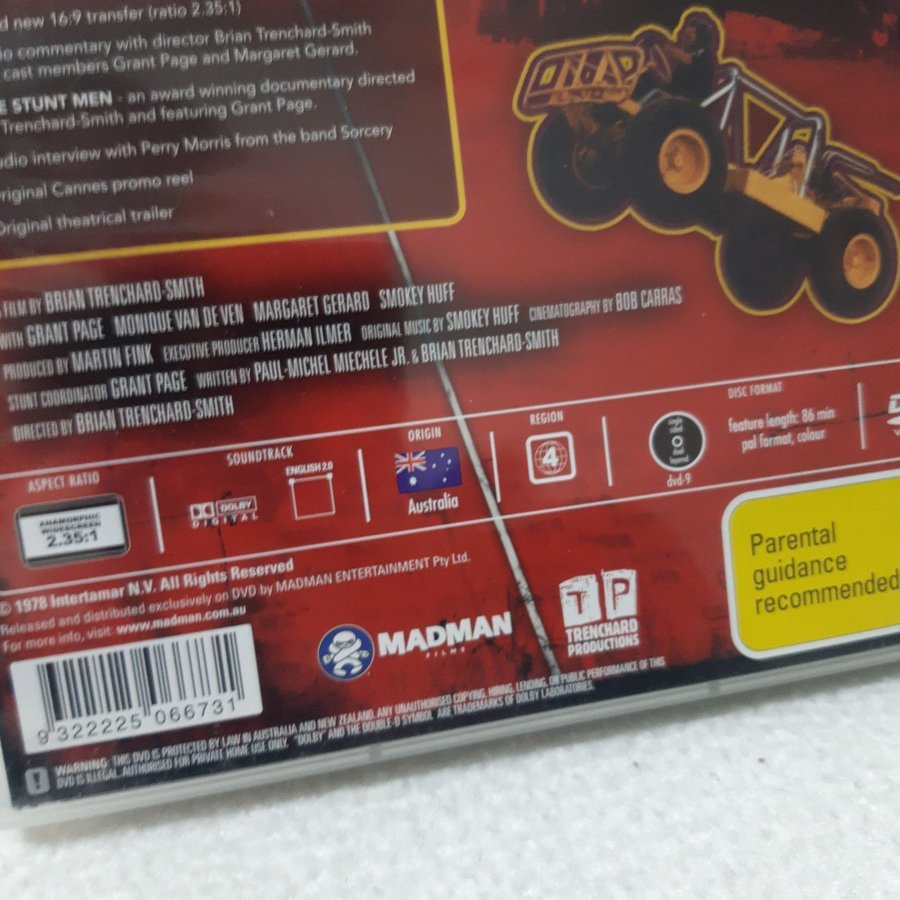 d new 16:9 transfer (ratio 2.35:1)
io commentary with director Brian Trenchard-Smith
cast members Grant Page and Margaret Gerard.
E STUNT MEN - an award winning documentary directed
Trenchard-Smith and featuring Grant Page.
udio interview with Perry Morris from the band Sorcery
riginal Cannes promo reel
Original theatrical trailer
A FILM BY BRIAN TRENCHARD-SMITH
WITH GRANT PAGE MONIQUE VAN DE VEN MARGARET GERARD SMOKEY HUFF
PRODUCED BY MARTIN FINK EXECUTIVE PRODUCER HERMAN ILMER ORIGINAL MUSIC BY SMOKEY HUFF CINEMATOGRAPHY BY BOB CARRAS
STUNT COORDINATOR GRANT PAGE WRITTEN BY PAUL-MICHEL MIECHELE JR. & BRIAN TRENCHARD-SMITH
DIRECTED BY BRIAN TRENCHARD-SMITH
ASPECT RATIO SOUNDTRACK ORIGIN REGION DISC FORMAT
ANAMORPHIC WIDESCREEN
2.35:1
DOLBY
DIGITAL
ENGLISH 2.0
Australia
4
single sided dual layered
dvd-9
feature length: 86 min
pal format, colour
© 1978 Intertamar N.V. All Rights Reserved
Released and distributed exclusively on DVD by MADMAN ENTERTAINMENT Pty Ltd.
For more info, visit: www.madman.com.au
MADMAN
FILMS
TP
TRENCHARD
PRODUCTIONS
Parental
guidance
recommended
9 322225 066731
WARNING: THIS DVD IS PROTECTED BY LAW IN AUSTRALIA AND NEW ZEALAND. ANY UNAUTHORISED COPYING, HIRING, LENDING, OR PUBLIC PERFORMANCE OF THIS
DVD IS ILLEGAL. AUTHORISED FOR PRIVATE HOME USE ONLY. "DOLBY" AND THE DOUBLE-D SYMBOL ARE TRADEMARKS OF DOLBY LABORATORIES.